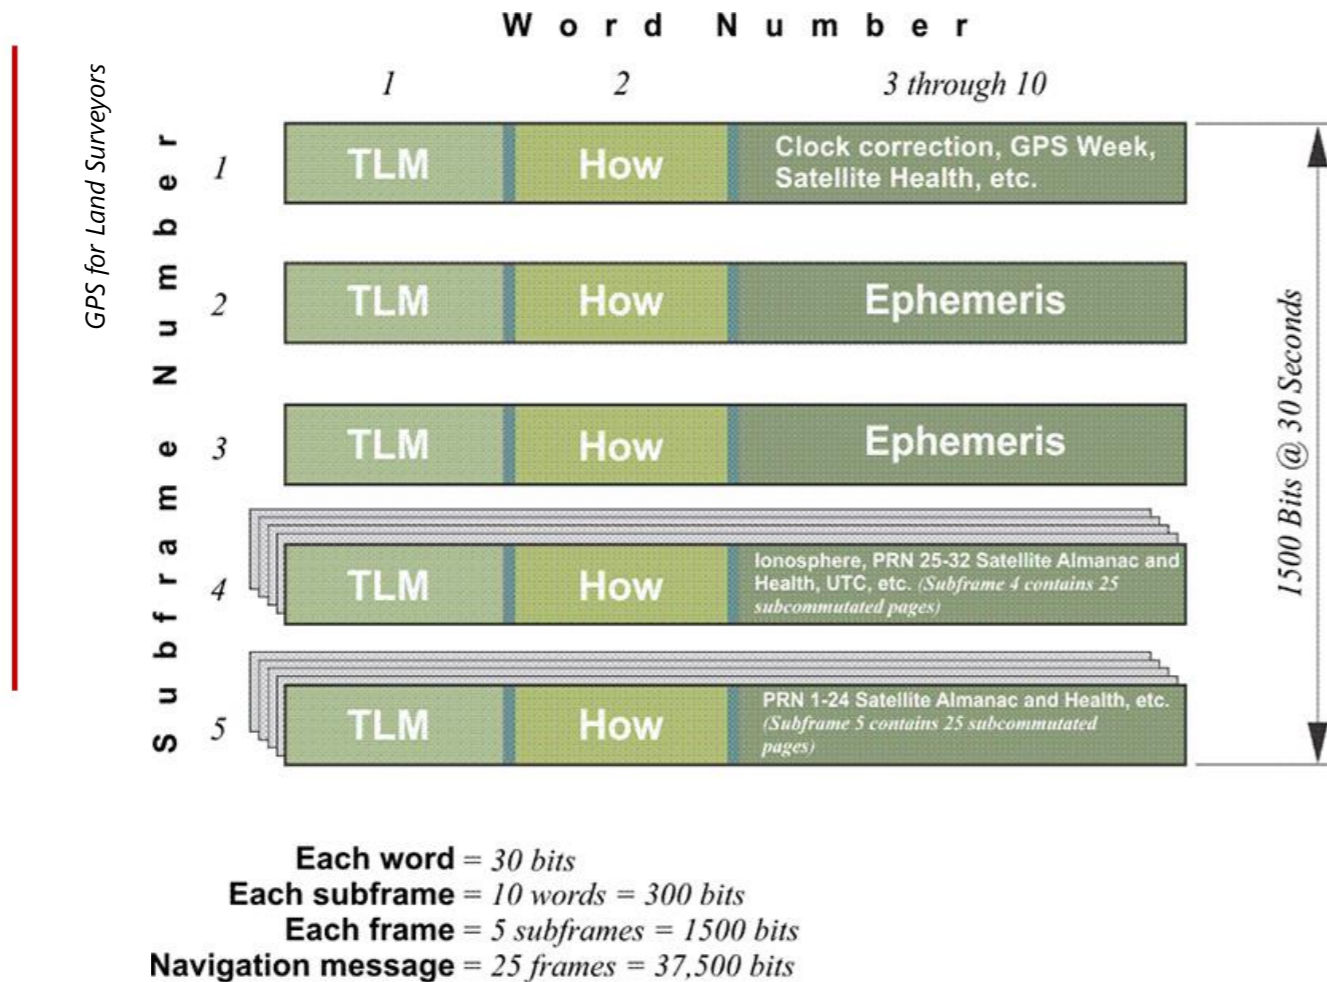 Word Number
1 2 3 through 10
GPS for Land Surveyors
Subframe Number
1 TLM How Clock correction, GPS Week,
Satellite Health, etc.
2 TLM How Ephemeris
3 TLM How Ephemeris
4 TLM How Ionosphere, PRN 25-32 Satellite Almanac and
Health, UTC, etc. (Subframe 4 contains 25
subcommutated pages)
5 TLM How PRN 1-24 Satellite Almanac and Health, etc.
(Subframe 5 contains 25 subcommutated
pages)
1500 Bits @ 30 Seconds
Each word = 30 bits
Each subframe = 10 words = 300 bits
Each frame = 5 subframes = 1500 bits
Navigation message = 25 frames = 37,500 bits